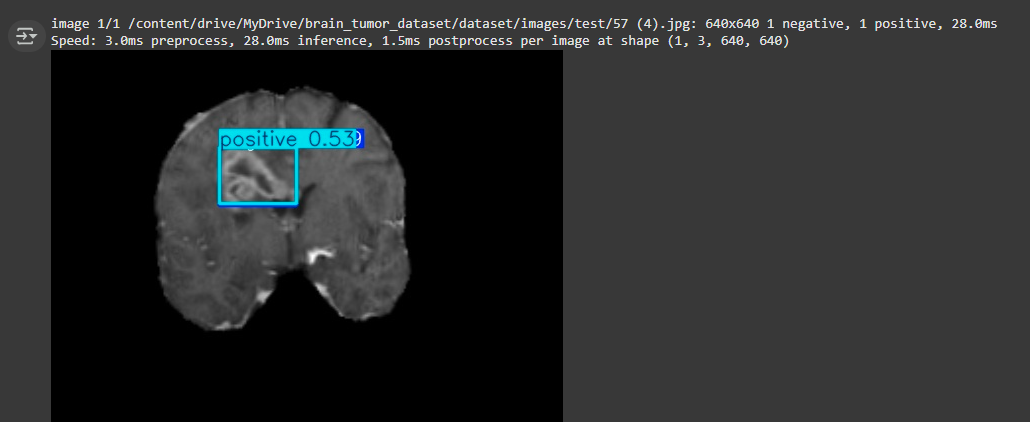 image 1/1 /content/drive/MyDrive/brain_tumor_dataset/dataset/images/test/57 (4).jpg: 640x640 1 negative, 1 positive, 28.0ms
Speed: 3.0ms preprocess, 28.0ms inference, 1.5ms postprocess per image at shape (1, 3, 640, 640)
positive 0.53